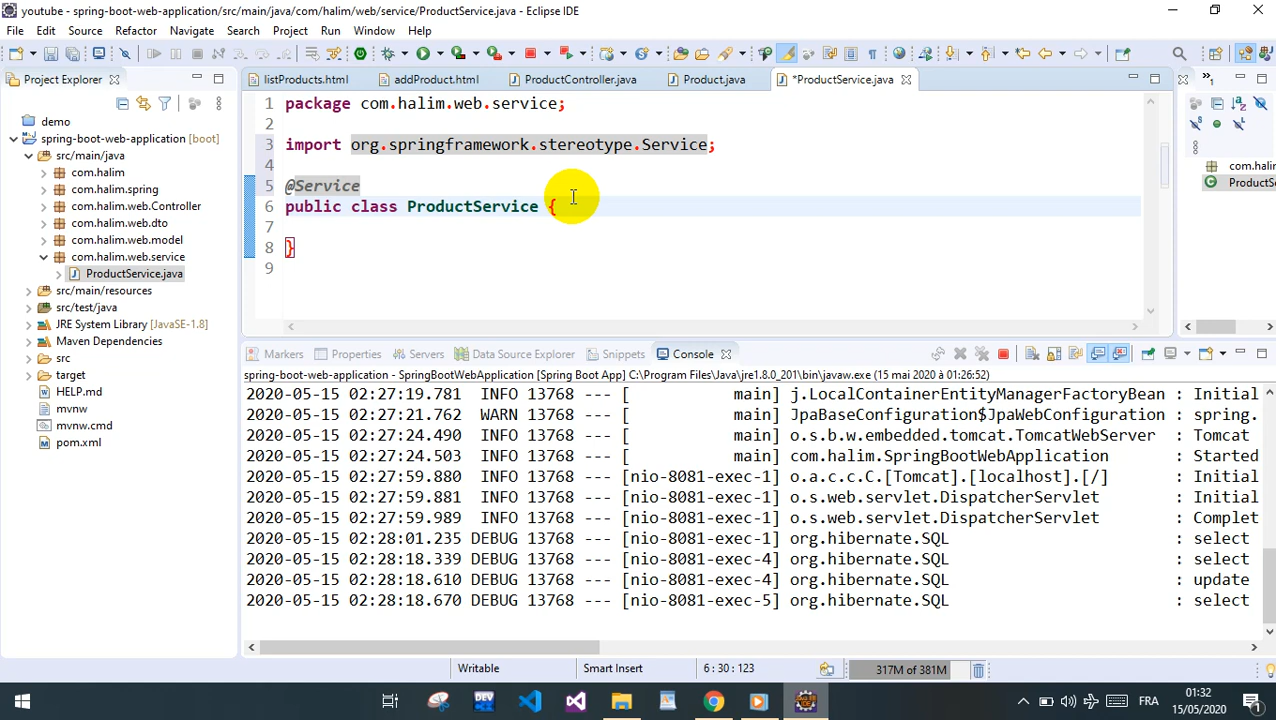 youtube - spring-boot-web-application/src/main/java/com/halim/web/service/ProductService.java - Eclipse IDE
File Edit Source Refactor Navigate Search Project Run Window Help
Project Explorer
listProducts.html addProduct.html ProductController.java Product.java *ProductService.java
demo
spring-boot-web-application [boot]
src/main/java
com.halim
com.halim.spring
com.halim.web.Controller
com.halim.web.dto
com.halim.web.model
com.halim.web.service
ProductService.java
src/main/resources
src/test/java
JRE System Library [JavaSE-1.8]
Maven Dependencies
src
target
HELP.md
mvnw
mvnw.cmd
pom.xml
1 package com.halim.web.service;
2
3 import org.springframework.stereotype.Service;
4
5 @Service
6 public class ProductService {
7
8 }
9
com.halin
ProductSe
Markers Properties Servers Data Source Explorer Snippets Console
spring-boot-web-application - SpringBootWebApplication [Spring Boot App] C:\Program Files\Java\jre1.8.0_201\bin\javaw.exe (15 mai 2020 à 01:26:52)
2020-05-15 02:27:19.781 INFO 13768 --- [ main] j.LocalContainerEntityManagerFactoryBean : Initial
2020-05-15 02:27:21.762 WARN 13768 --- [ main] JpaBaseConfiguration$JpaWebConfiguration : spring.
2020-05-15 02:27:24.490 INFO 13768 --- [ main] o.s.b.w.embedded.tomcat.TomcatWebServer : Tomcat
2020-05-15 02:27:24.503 INFO 13768 --- [ main] com.halim.SpringBootWebApplication : Started
2020-05-15 02:27:59.880 INFO 13768 --- [nio-8081-exec-1] o.a.c.c.C.[Tomcat].[localhost].[/] : Initial
2020-05-15 02:27:59.881 INFO 13768 --- [nio-8081-exec-1] o.s.web.servlet.DispatcherServlet : Initial
2020-05-15 02:27:59.989 INFO 13768 --- [nio-8081-exec-1] o.s.web.servlet.DispatcherServlet : Complet
2020-05-15 02:28:01.235 DEBUG 13768 --- [nio-8081-exec-1] org.hibernate.SQL : select
2020-05-15 02:28:18.339 DEBUG 13768 --- [nio-8081-exec-4] org.hibernate.SQL : select
2020-05-15 02:28:18.610 DEBUG 13768 --- [nio-8081-exec-4] org.hibernate.SQL : update
2020-05-15 02:28:18.670 DEBUG 13768 --- [nio-8081-exec-5] org.hibernate.SQL : select
Writable Smart Insert 6 : 30 : 123 317M of 381M
FRA 01:32
15/05/2020